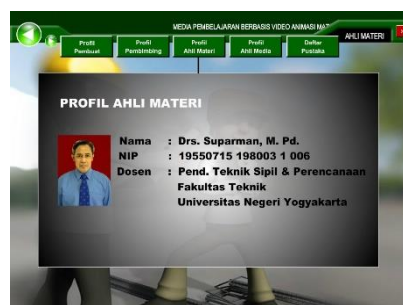 MEDIA PEMBELAJARAN BERBASIS VIDEO ANIMASI MAT
AHLI MATERI
Profil Pembuat
Profil Pembimbing
Profil Ahli Materi
Profil Ahli Media
Daftar Pustaka
PROFIL AHLI MATERI
Nama : Drs. Suparman, M. Pd.
NIP : 19550715 198003 1 006
Dosen : Pend. Teknik Sipil & Perencanaan
Fakultas Teknik
Universitas Negeri Yogyakarta